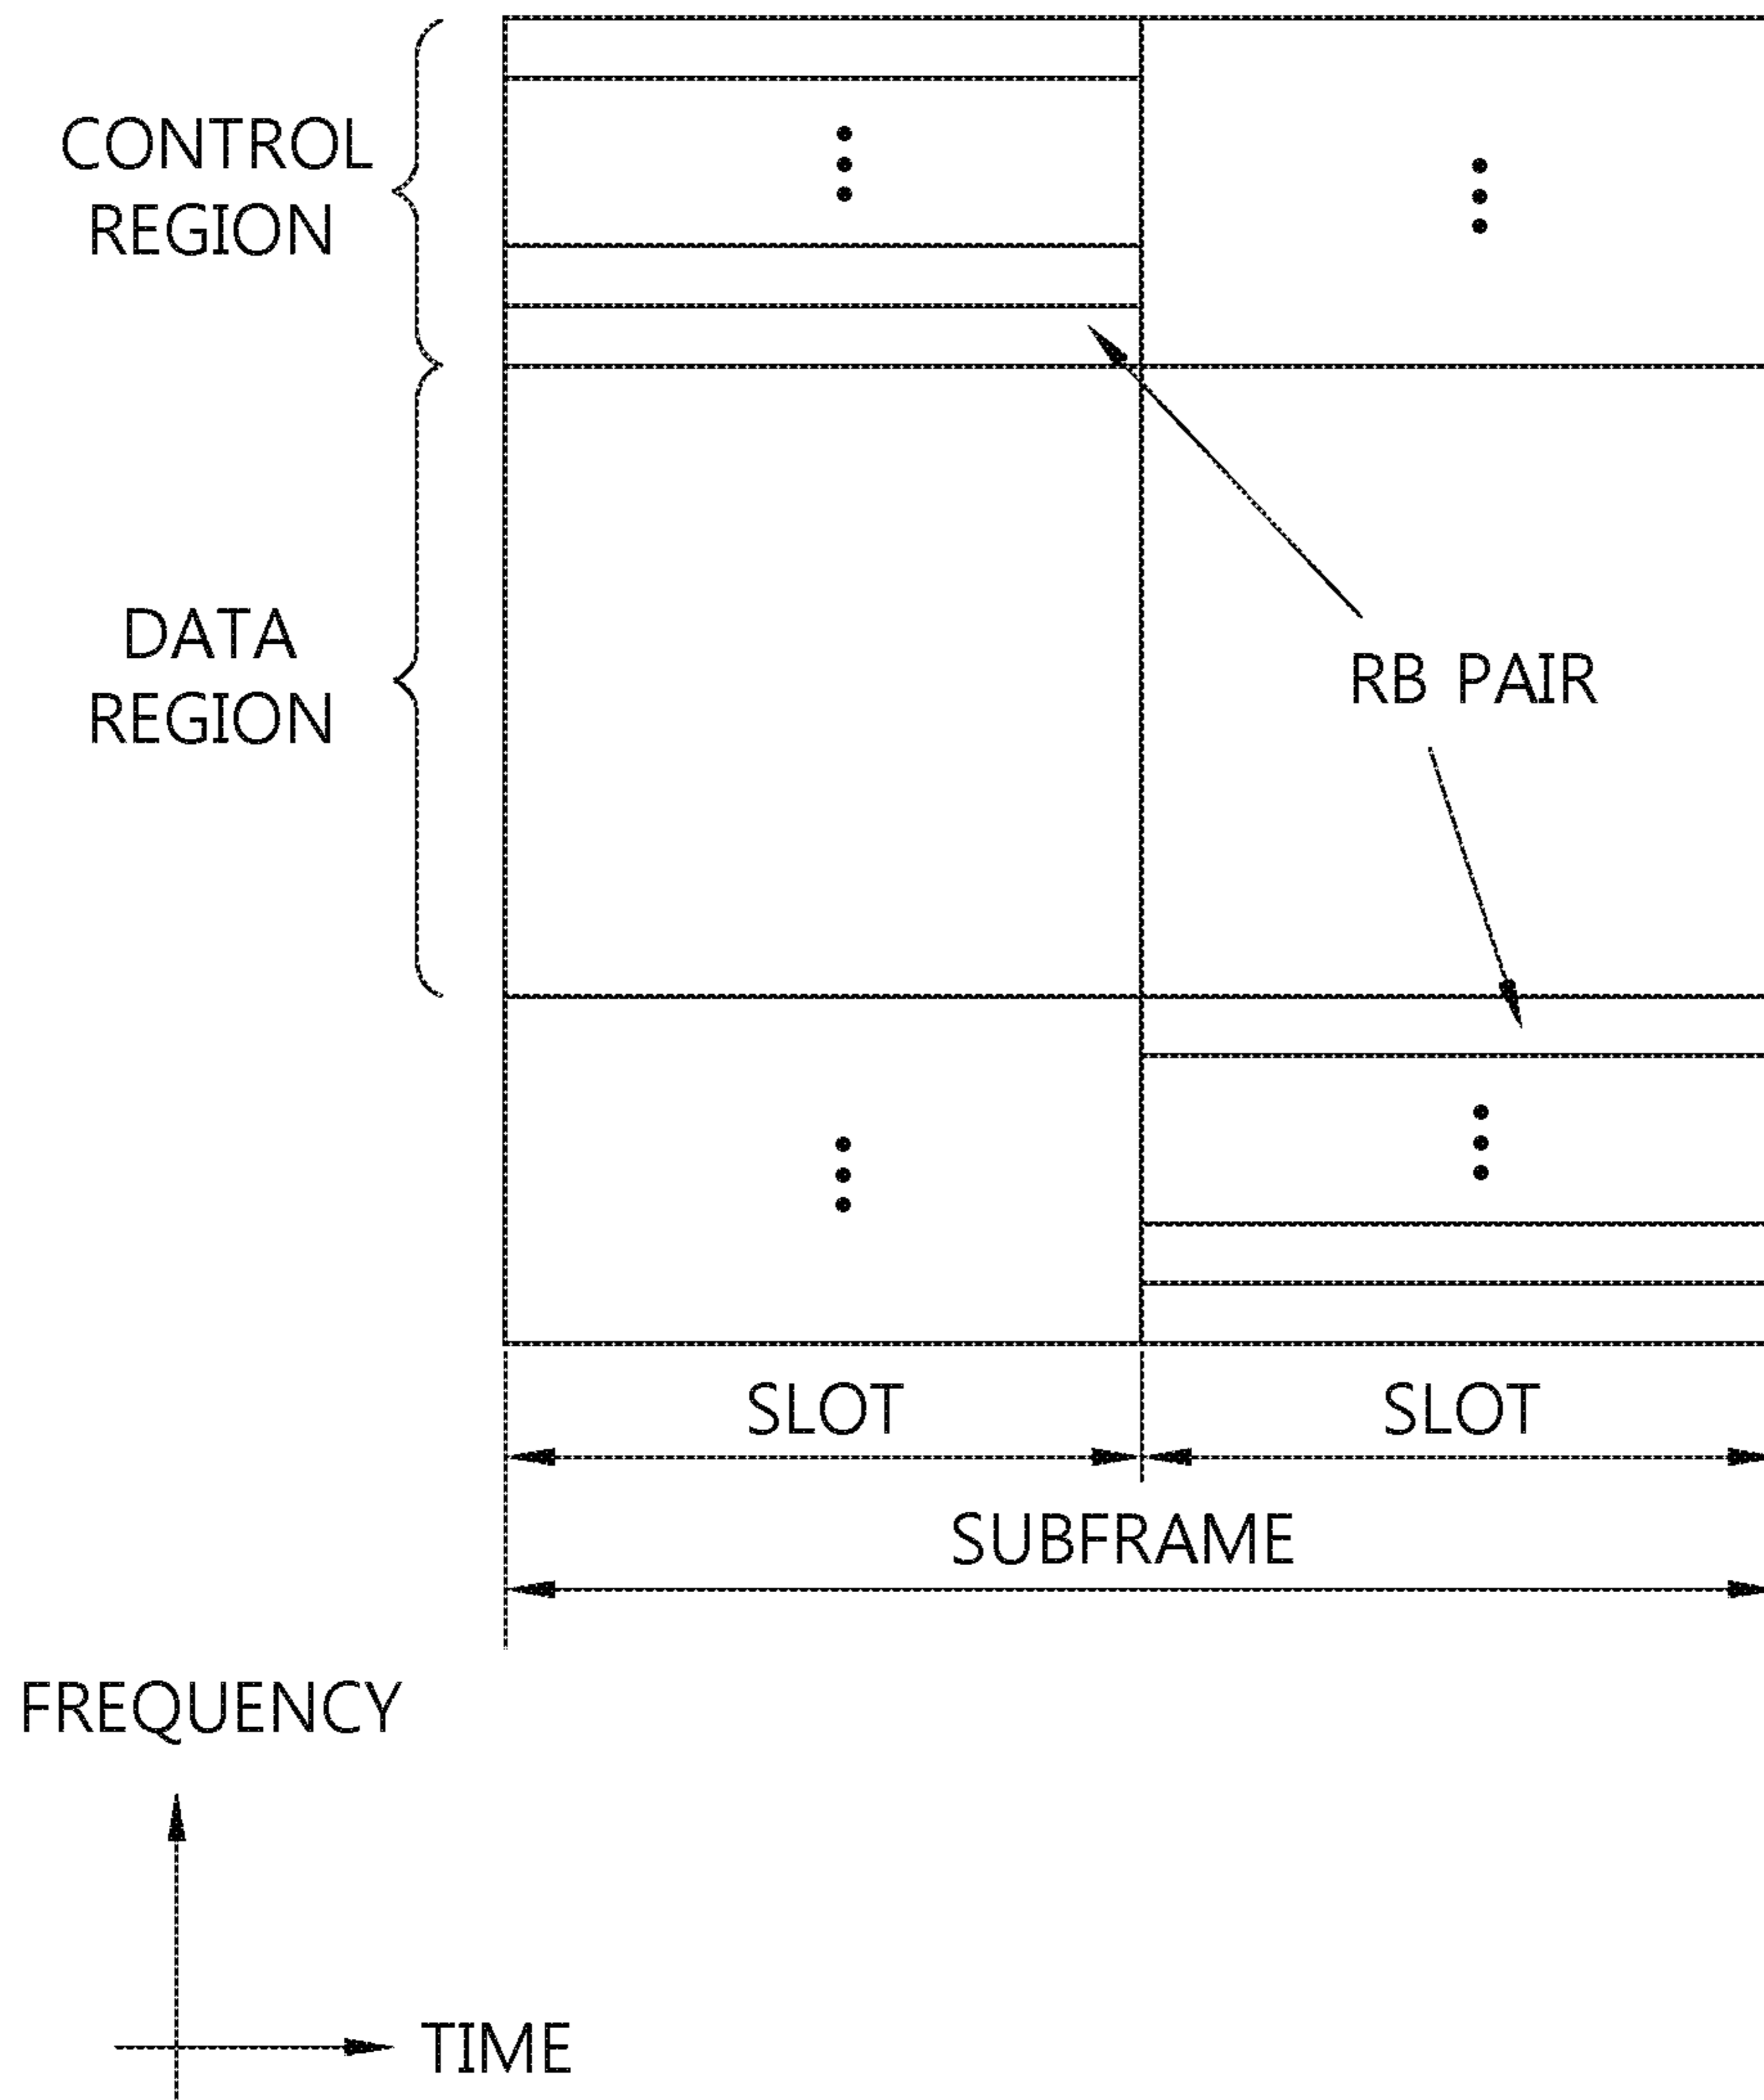 CONTROL
REGION
DATA
REGION
RB PAIR
SLOT
SLOT
SUBFRAME
FREQUENCY
TIME